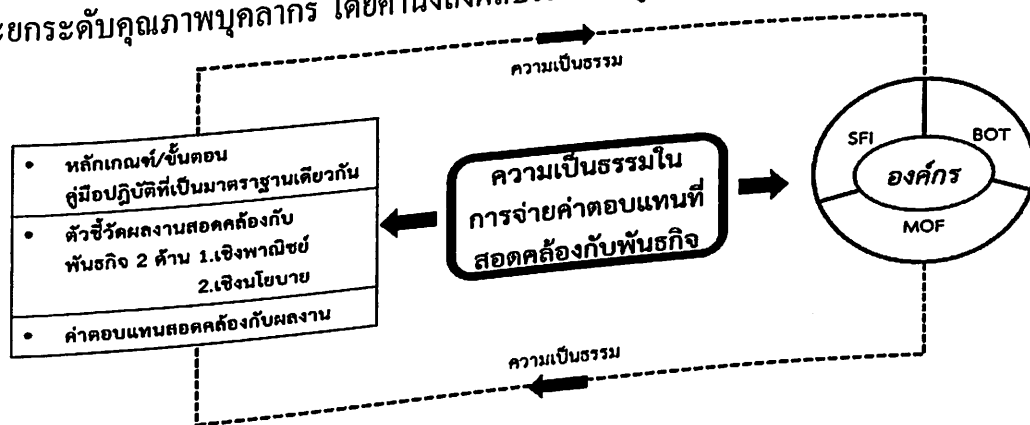 ะยกระดับคุณภาพบุคลากร โดยคำนึงถึง
ความเป็นธรรม
• หลักเกณฑ์/ขั้นตอน
คู่มือปฏิบัติที่เป็นมาตราฐานเดียวกัน
• ตัวชี้วัดผลงานสอดคล้องกับ
พันธกิจ 2 ด้าน 1.เชิงพาณิชย์
2.เชิงนโยบาย
• ค่าตอบแทนสอดคล้องกับผลงาน
ความเป็นธรรมใน
การจ่ายค่าตอบแทนที่
สอดคล้องกับพันธกิจ
SFI
BOT
องค์กร
MOF
ความเป็นธรรม